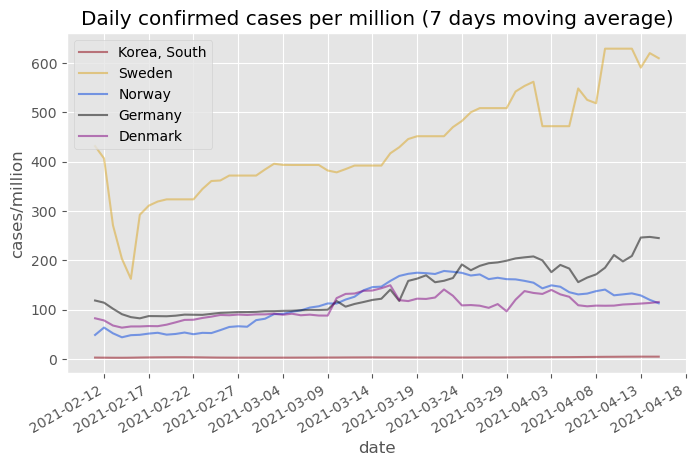 Daily confirmed cases per million (7 days moving average)
Korea, South
Sweden
Norway
Germany
Denmark
cases/million
600
500
400
300
200
100
0
2021-02-12
2021-02-17
2021-02-22
2021-02-27
2021-03-04
2021-03-09
2021-03-14
2021-03-19
2021-03-24
2021-03-29
2021-04-03
2021-04-08
2021-04-13
2021-04-18
date